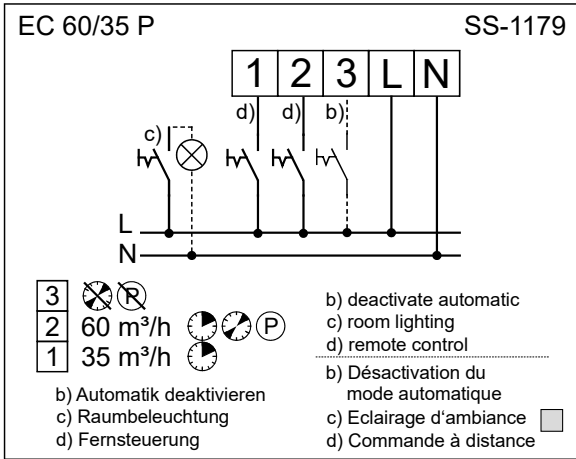 EC 60/35 P SS-1179
1 2 3 L N
d) d) b)
c)
L
N
3 P
2 60 m³/h P
1 35 m³/h
b) Automatik deaktivieren
c) Raumbeleuchtung
d) Fernsteuerung
b) deactivate automatic
c) room lighting
d) remote control
b) Désactivation du
mode automatique
c) Eclairage d‘ambiance
d) Commande à distance